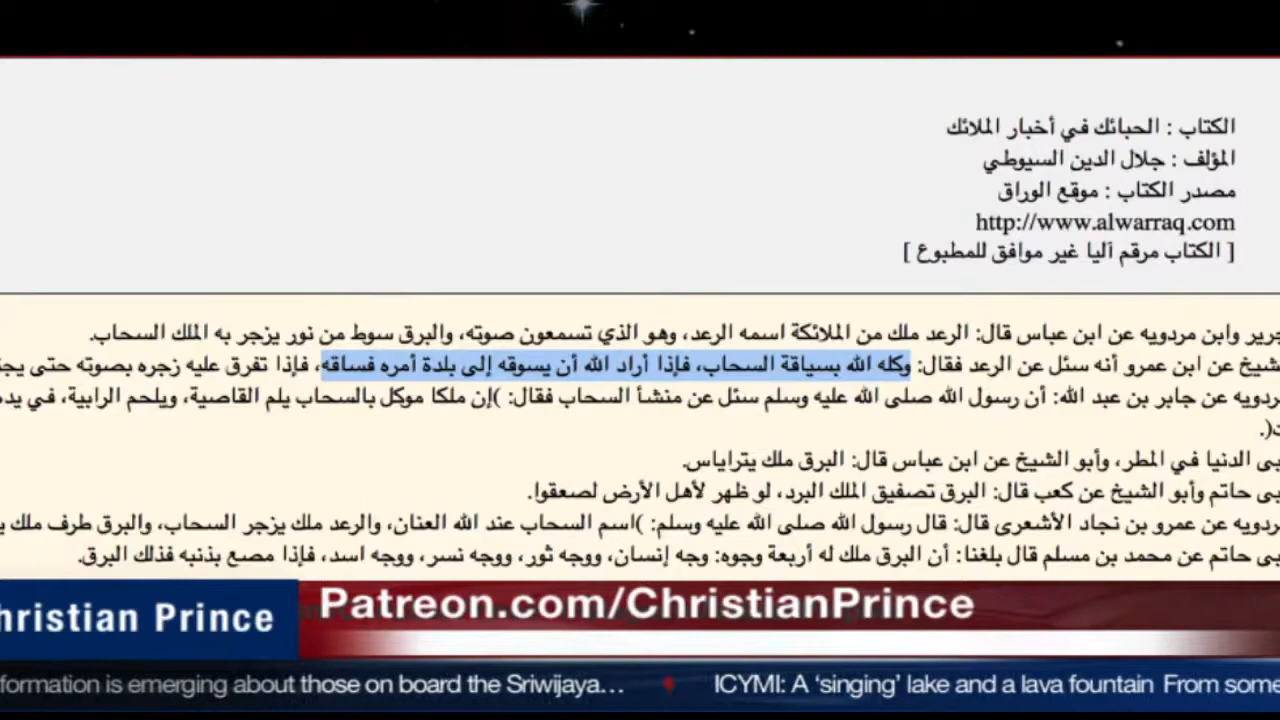 الكتاب : الحبائك في أخبار الملائك
المؤلف : جلال الدين السيوطي
مصدر الكتاب : موقع الوراق
http://www.alwarraq.com
[ الكتاب مرقم آليا غير موافق للمطبوع ]
جرير وابن مردويه عن ابن عباس قال: الرعد ملك من الملائكة اسمه الرعد، وهو الذي تسمعون صوته، والبرق سوط من نور يزجر به الملك السحاب.
شيخ عن ابن عمرو أنه سئل عن الرعد فقال: وكله الله بسياقة السحاب، فإذا أراد الله أن يسوقه إلى بلدة أمره فساقه، فإذا تفرق عليه زجره بصوته حتى
ردويه عن جابر بن عبد الله: أن رسول الله صلى الله عليه وسلم سئل عن منشأ السحاب فقال: )إن ملكا موكل بالسحاب يلم القاصية، ويلحم الرابية، في
ت(.
بى الدنيا في المطر، وأبو الشيخ عن ابن عباس قال: البرق ملك يتراياس.
بى حاتم وأبو الشيخ عن كعب قال: البرق تصفيق الملك البرد، لو ظهر لأهل الأرض لصعقوا.
ردويه عن عمرو بن نجاد الأشعرى قال: قال رسول الله صلى الله عليه وسلم: )اسم السحاب عند الله العنان، والرعد ملك يزجر السحاب، والبرق طرف ملك
بى حاتم عن محمد بن مسلم قال بلغنا: أن البرق ملك له أربعة وجوه: وجه إنسان، ووجه ثور، ووجه نسر، ووجه اسد، فإذا مصع بذنبه فذلك البرق.
hristian Prince
Patreon.com/ChristianPrince
formation is emerging about those on board the Sriwijaya…
ICYMI: A ‘singing’ lake and a lava fountain From some